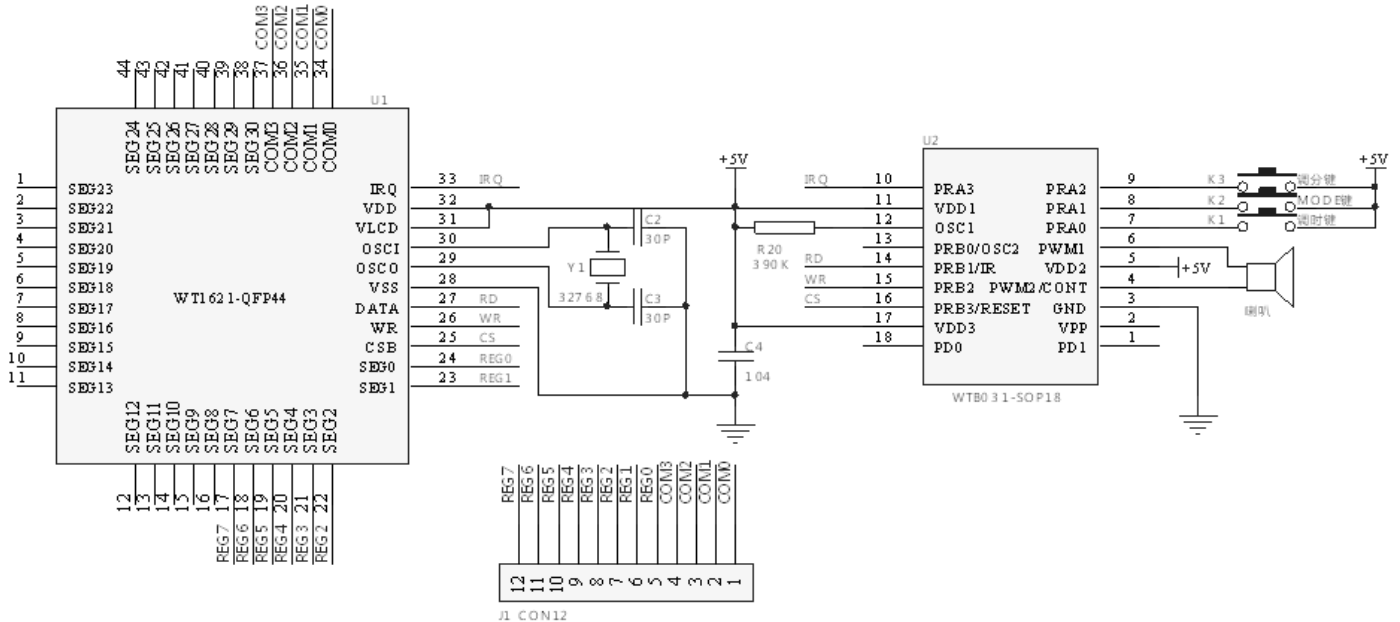 COM3
COM2
COM1
COM0
44
43
42
41
40
39
38
37
36
35
34
U1
SEG24
SEG25
SEG26
SEG27
SEG28
SEG29
SEG30
COM3
COM2
COM1
COM0
1 SEG23
2 SEG22
3 SEG21
4 SEG20
5 SEG19
6 SEG18
7 SEG17
8 SEG16
9 SEG15
10 SEG14
11 SEG13
WT1621-QFP44
IRQ 33 IRQ
VDD 32
VLCD 31
OSCI 30
OSCO 29
VSS 28
DATA 27 RD
WR 26 WR
CSB 25 CS
SEG0 24 REG0
SEG1 23 REG1
SEG12
SEG11
SEG10
SEG9
SEG8
SEG7
SEG6
SEG5
SEG4
SEG3
SEG2
12
13
14
15
16
17
18
19
20
21
22
REG7
REG6
REG5
REG4
REG3
REG2
C2
30P
Y1
32768
C3
30P
+5V
R20
390K
C4
104
U2
IRQ 10 PRA3
11 VDD1
12 OSC1
13 PRB0/OSC2
RD 14 PRB1/IR
WR 15 PRB2
CS 16 PRB3/RESET
17 VDD3
18 PD0
PRA2 9
PRA1 8
PRA0 7
PWM1 6
VDD2 5
PWM2/CONT 4
GND 3
VPP 2
PD1 1
WTB031-SOP18
+5V
K3 调分键
K2 MODE键
K1 调时键
+5V
喇叭
REG7
REG6
REG5
REG4
REG3
REG2
REG1
REG0
COM3
COM2
COM1
COM0
12
11
10
9
8
7
6
5
4
3
2
1
J1 CON12